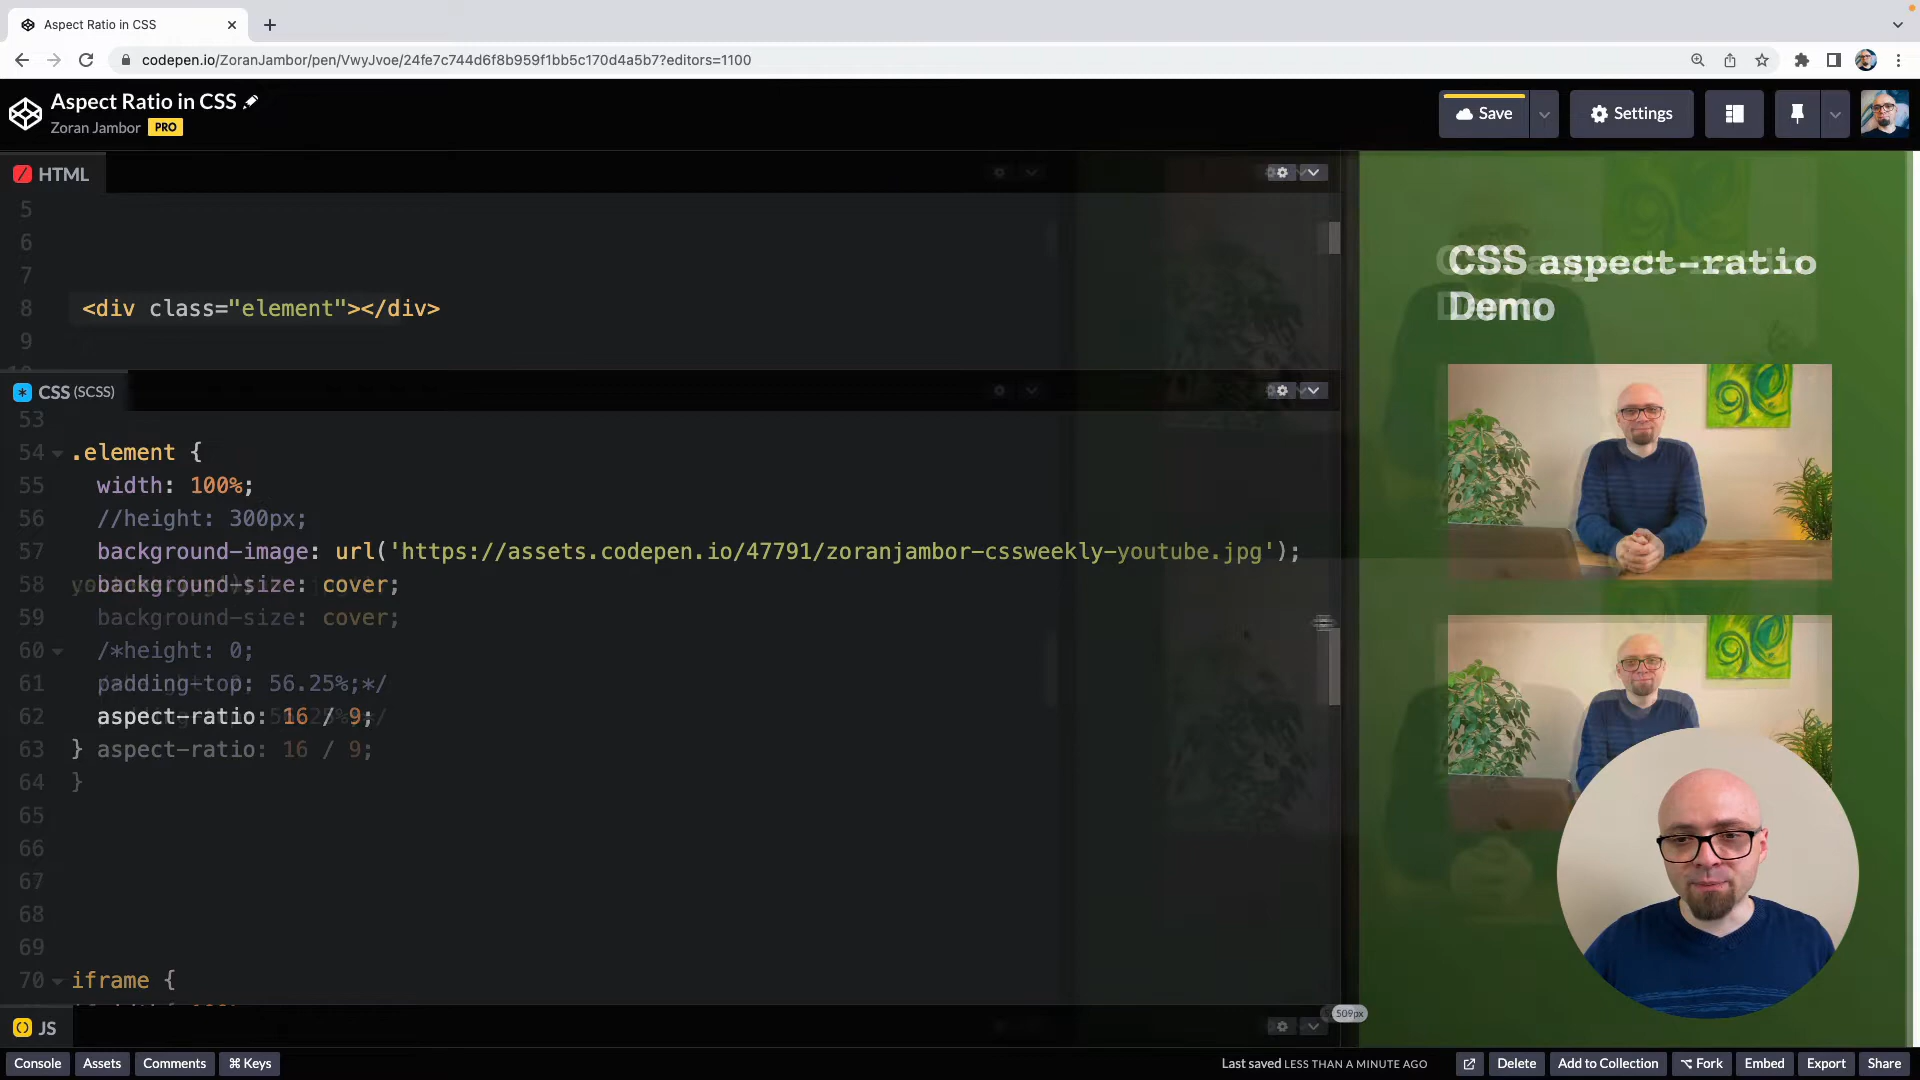 Aspect Ratio in CSS
codepen.io/ZoranJambor/pen/VwyJvoe/24fe7c744d6f8b959f1bb5c170d4a5b7?editors=1100
Aspect Ratio in CSS
Zoran Jambor PRO
Save
Settings
HTML
5
6
7
8 <div class="element"></div>
9
CSS (SCSS)
53
54 .element {
55 width: 100%;
56 //height: 300px;
57 background-image: url('https://assets.codepen.io/47791/zoranjambor-cssweekly-youtube.jpg');
58 background-size: cover;
59 background-size: cover;
60 /*height: 0;
61 padding-top: 56.25%;*/
62 aspect-ratio: 16 / 9;
63 } aspect-ratio: 16 / 9;
64 }
65
66
67
68
69
70 iframe {
CSS aspect-ratio
Demo
JS
509px
Console Assets Comments ⌘ Keys
Last saved LESS THAN A MINUTE AGO
Delete Add to Collection ⌥ Fork Embed Export Share